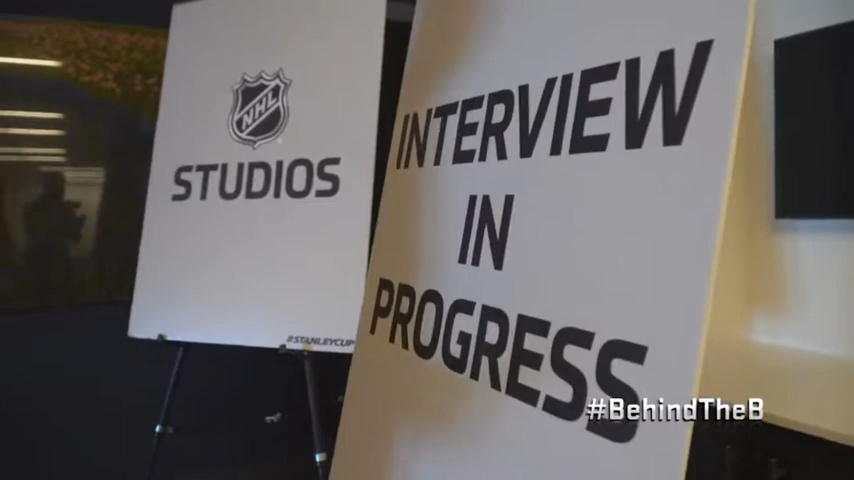 NHL
STUDIOS
#STANLEYCUP
INTERVIEW
IN
PROGRESS
#BehindTheB